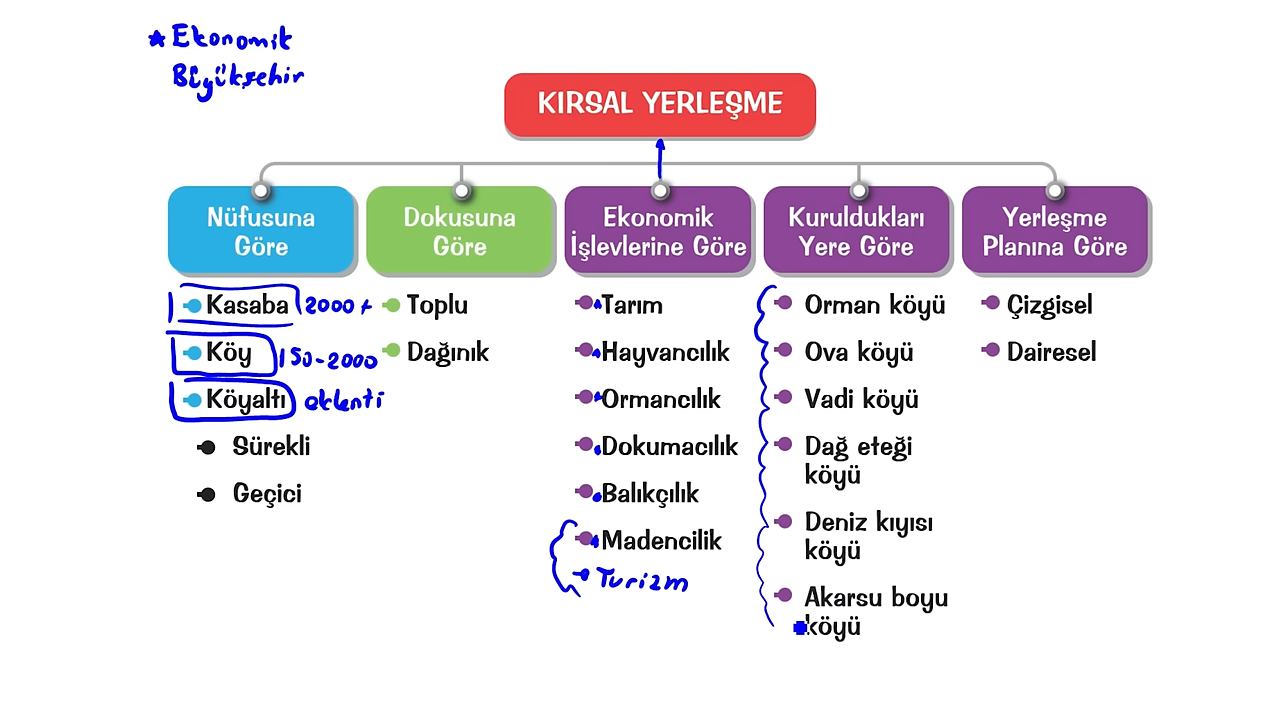 ★ Ekonomik
Büyükşehir
KIRSAL YERLEŞME
Nüfusuna
Göre
Kasaba 2000 +
Köy 150-2000
Köyaltı eklenti
Sürekli
Geçici
Dokusuna
Göre
Toplu
Dağınık
Ekonomik
İşlevlerine Göre
Tarım
Hayvancılık
Ormancılık
Dokumacılık
Balıkçılık
Madencilik
Turizm
Kuruldukları
Yere Göre
Orman köyü
Ova köyü
Vadi köyü
Dağ eteği
köyü
Deniz kıyısı
köyü
Akarsu boyu
köyü
Yerleşme
Planına Göre
Çizgisel
Dairesel